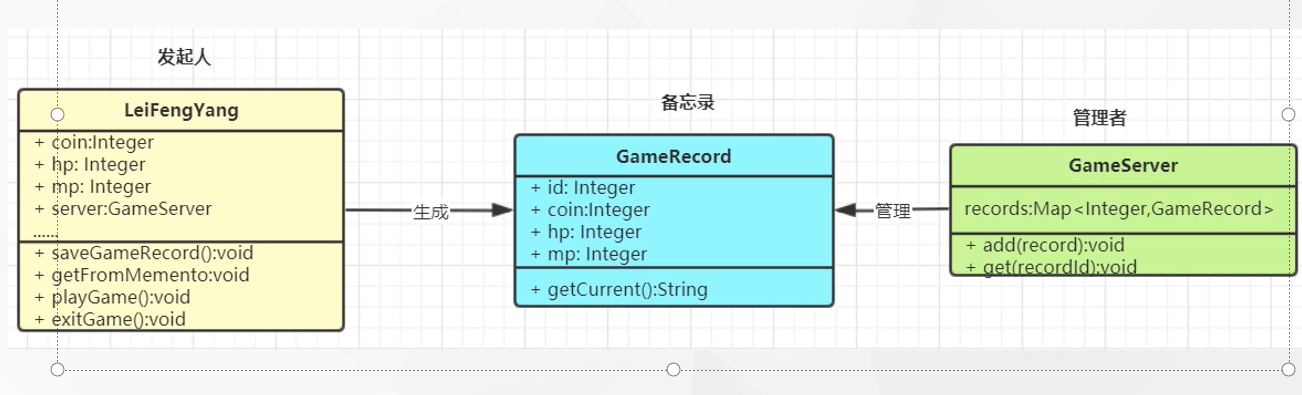 发起人
LeiFengYang
+ coin:Integer
+ hp: Integer
+ mp: Integer
+ server:GameServer
......
+ saveGameRecord():void
+ getFromMemento:void
+ playGame():void
+ exitGame():void
生成
备忘录
GameRecord
+ id: Integer
+ coin:Integer
+ hp: Integer
+ mp: Integer
+ getCurrent():String
管理
管理者
GameServer
records:Map<Integer,GameRecord>
+ add(record):void
+ get(recordId):void